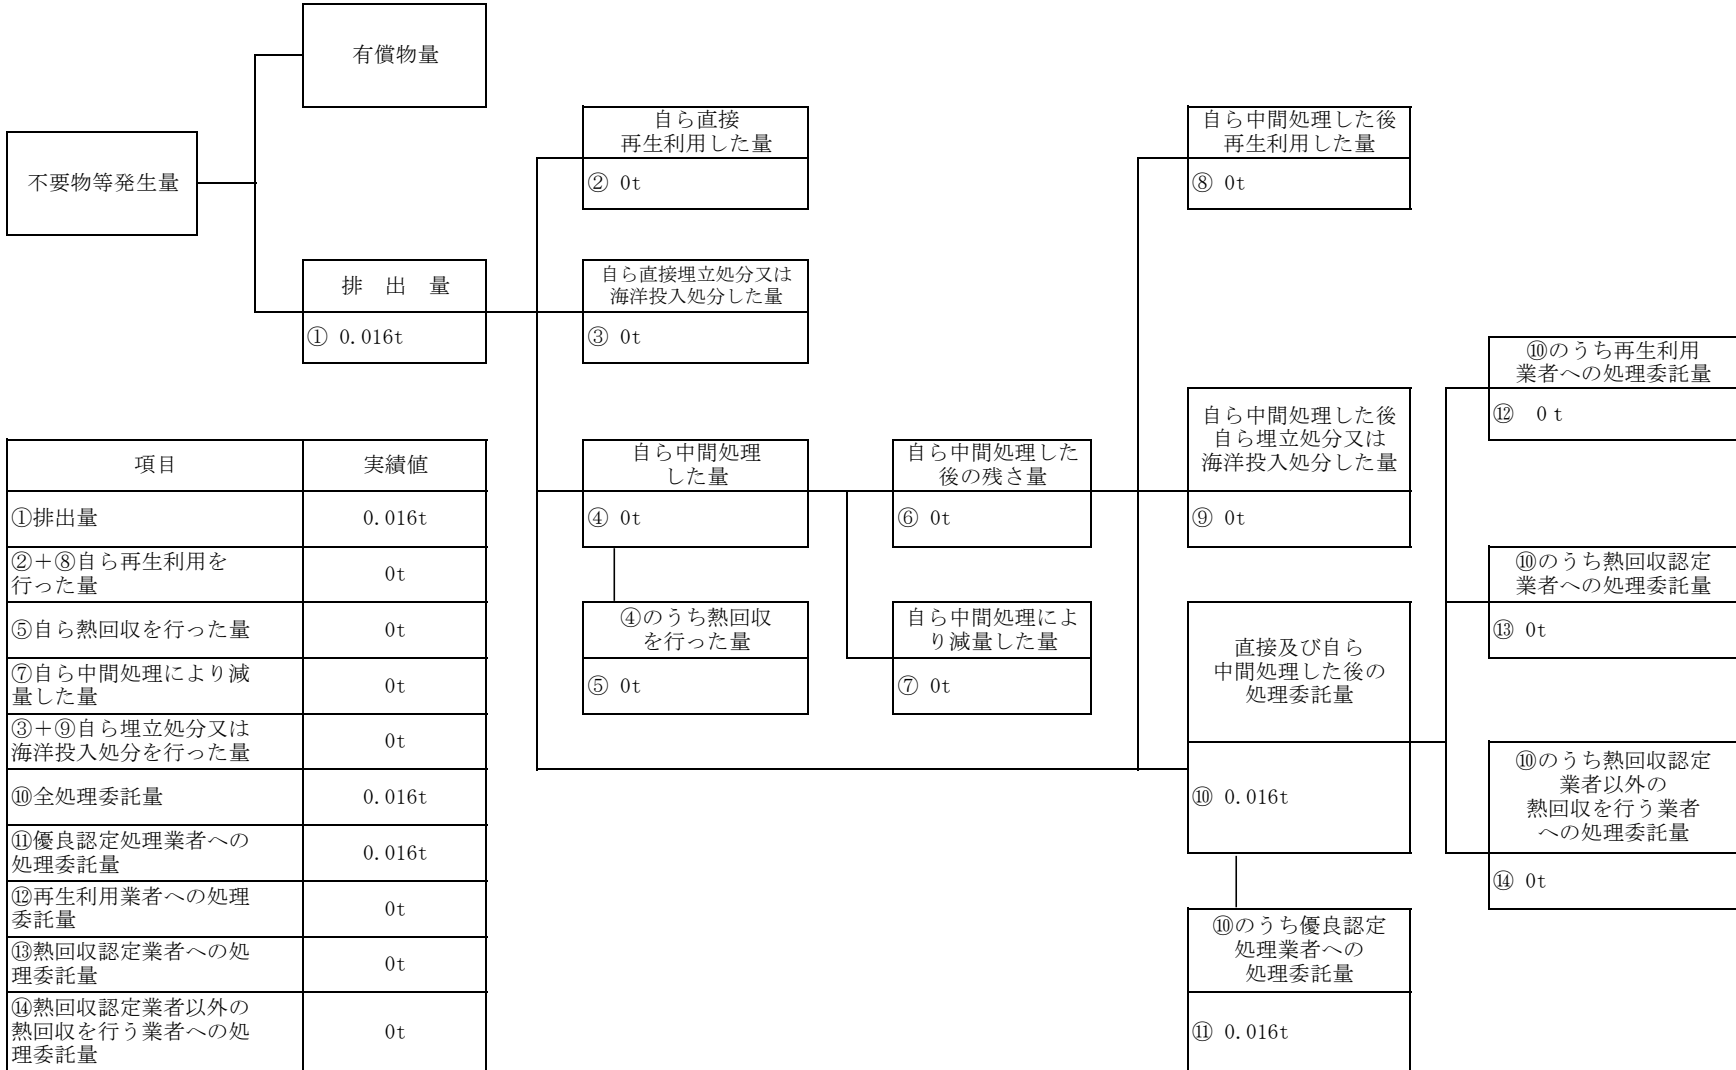 有償物量
不要物等発生量
排　出　量
① 0.016t
自ら直接
再生利用した量
② 0t
自ら直接埋立処分又は
海洋投入処分した量
③ 0t
自ら中間処理
した量
④ 0t
④のうち熱回収
を行った量
⑤ 0t
自ら中間処理した
後の残さ量
⑥ 0t
自ら中間処理によ
り減量した量
⑦ 0t
自ら中間処理した後
再生利用した量
⑧ 0t
自ら中間処理した後
自ら埋立処分又は
海洋投入処分した量
⑨ 0t
直接及び自ら
中間処理した後の
処理委託量
⑩ 0.016t
⑩のうち優良認定
処理業者への
処理委託量
⑪ 0.016t
⑩のうち再生利用
業者への処理委託量
⑫　0 t
⑩のうち熱回収認定
業者への処理委託量
⑬ 0t
⑩のうち熱回収認定
業者以外の
熱回収を行う業者
への処理委託量
⑭ 0t
項目 実績値
①排出量 0.016t
②＋⑧自ら再生利用を
行った量 0t
⑤自ら熱回収を行った量 0t
⑦自ら中間処理により減
量した量 0t
③＋⑨自ら埋立処分又は
海洋投入処分を行った量 0t
⑩全処理委託量 0.016t
⑪優良認定処理業者への
処理委託量 0.016t
⑫再生利用業者への処理
委託量 0t
⑬熱回収認定業者への処
理委託量 0t
⑭熱回収認定業者以外の
熱回収を行う業者への処 0t
理委託量